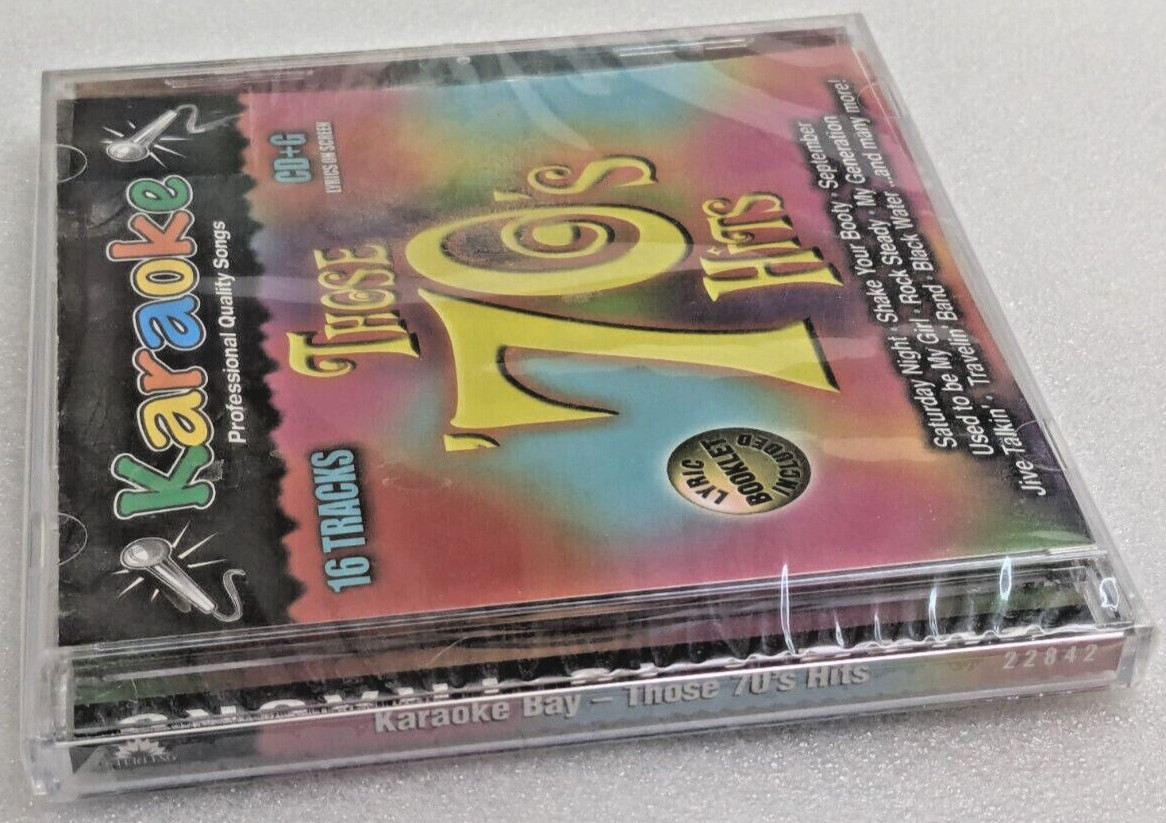 Karaoke
Professional Quality Songs
16 TRACKS
CD+G
LYRICS ON SCREEN
THOSE
'70's
HITS
LYRIC
BOOKLET
INCLUDED
Saturday Night • Shake Your Booty • September
Used to be My Girl • Rock Steady • My Generation
Jive Talkin' • Travelin' Band • Black Water ...and many more!
Karaoke Bay – Those 70's Hits
22842
STERLING